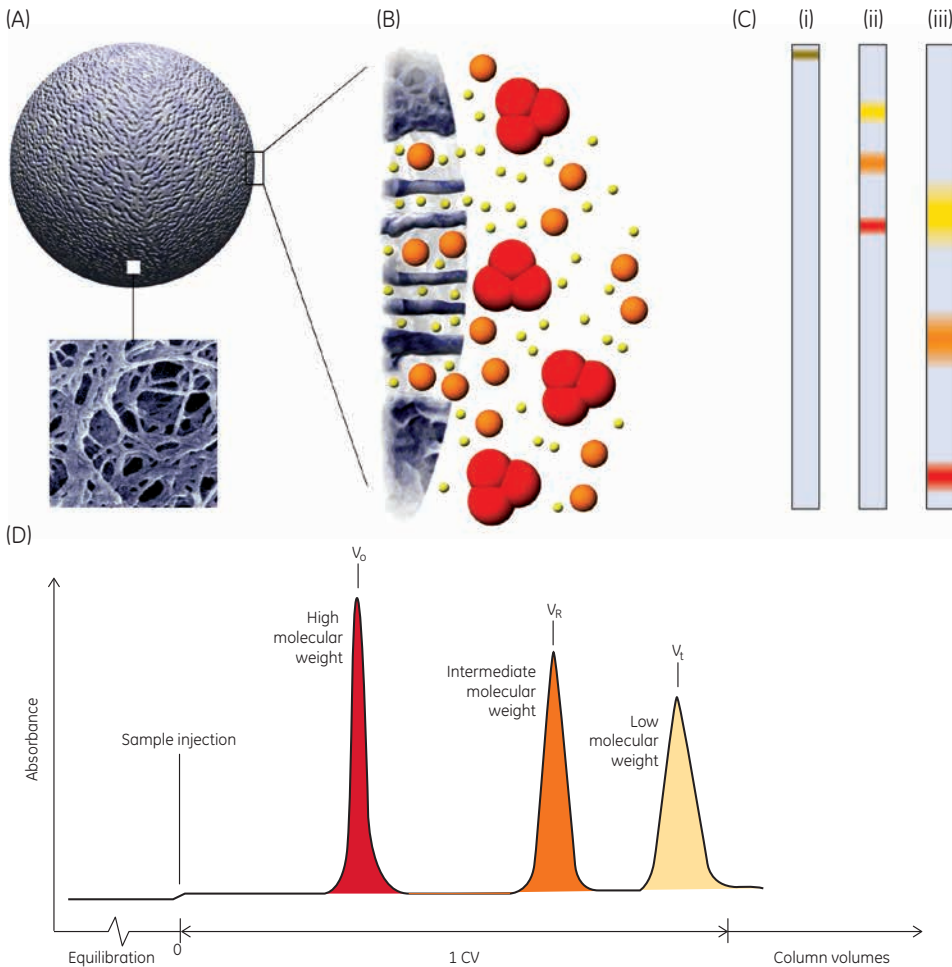 (A)
(B)
(C)
(i)
(ii)
(iii)
(D)
Vo
High
molecular
weight
VR
Intermediate
molecular
weight
Vt
Low
molecular
weight
Sample injection
Absorbance
Equilibration
0
1 CV
Column volumes